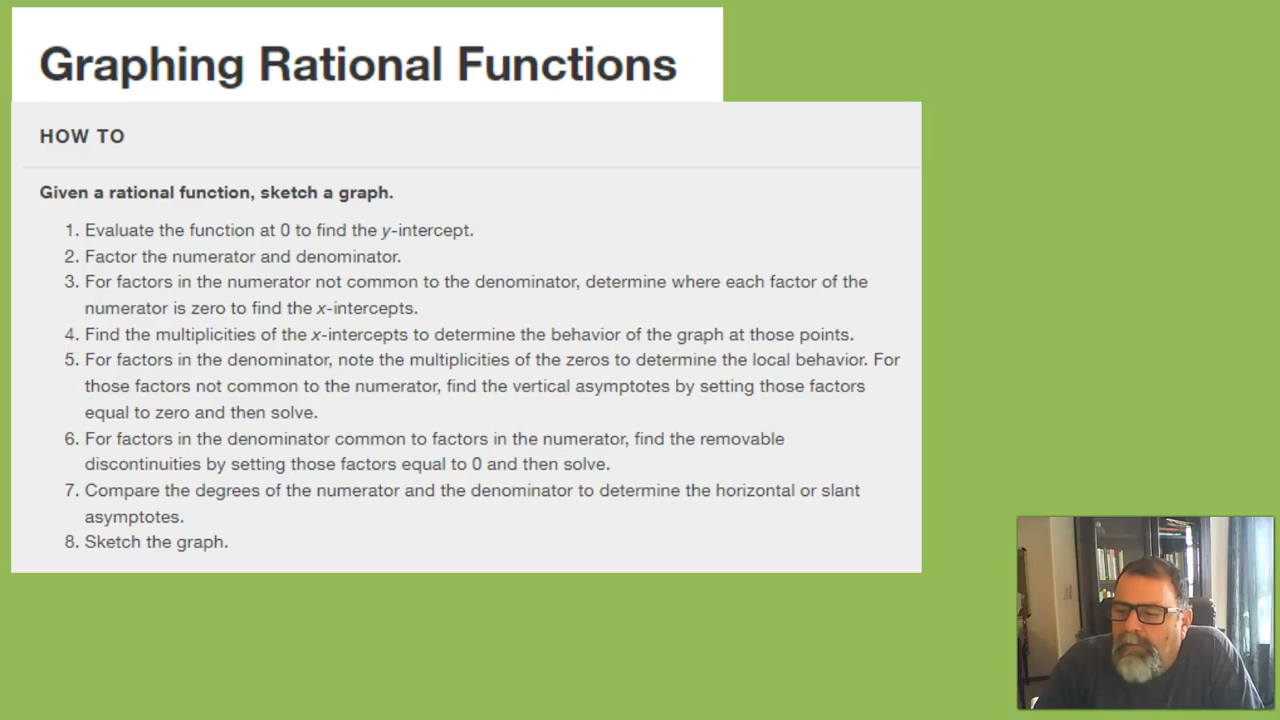 Graphing Rational Functions
HOW TO
Given a rational function, sketch a graph.
1. Evaluate the function at 0 to find the y-intercept.
2. Factor the numerator and denominator.
3. For factors in the numerator not common to the denominator, determine where each factor of the
numerator is zero to find the x-intercepts.
4. Find the multiplicities of the x-intercepts to determine the behavior of the graph at those points.
5. For factors in the denominator, note the multiplicities of the zeros to determine the local behavior. For
those factors not common to the numerator, find the vertical asymptotes by setting those factors
equal to zero and then solve.
6. For factors in the denominator common to factors in the numerator, find the removable
discontinuities by setting those factors equal to 0 and then solve.
7. Compare the degrees of the numerator and the denominator to determine the horizontal or slant
asymptotes.
8. Sketch the graph.